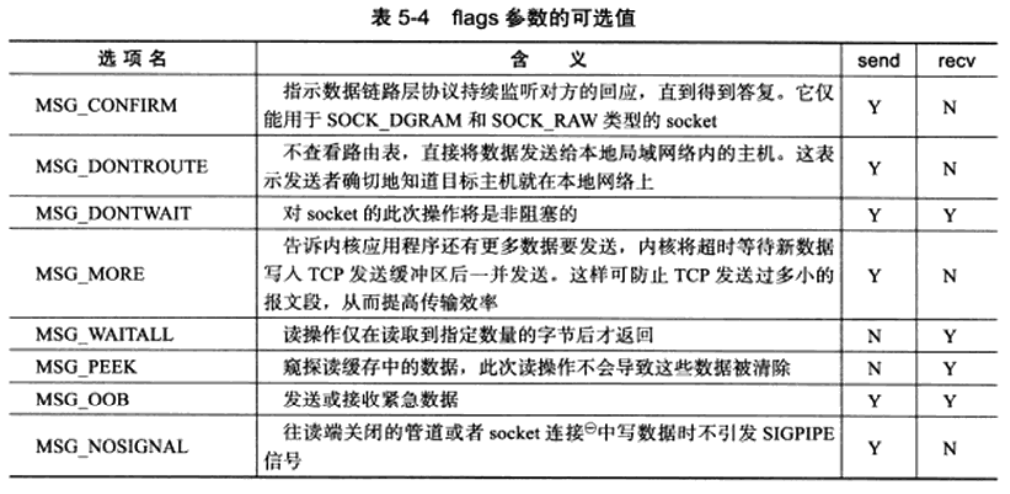 表 5-4 flags 参数的可选值
选 项 名 含 义 send recv
MSG_CONFIRM 指示数据链路层协议持续监听对方的回应，直到得到答复。它仅
能用于 SOCK_DGRAM 和 SOCK_RAW 类型的 socket Y N
MSG_DONTROUTE 不查看路由表，直接将数据发送给本地局域网络内的主机。这表
示发送者确切地知道目标主机就在本地网络上 Y N
MSG_DONTWAIT 对 socket 的此次操作将是非阻塞的 Y Y
告诉内核应用程序还有更多数据要发送，内核将超时等待新数据
MSG_MORE 写入 TCP 发送缓冲区后一并发送。这样可防止 TCP 发送过多小的 Y N
报文段，从而提高传输效率
MSG_WAITALL 读操作仅在读取到指定数量的字节后才返回 N Y
MSG_PEEK 窥探读缓存中的数据，此次读操作不会导致这些数据被清除 N Y
MSG_OOB 发送或接收紧急数据 Y Y
MSG_NOSIGNAL 往读端关闭的管道或者 socket 连接㊀中写数据时不引发 SIGPIPE
信号 Y N